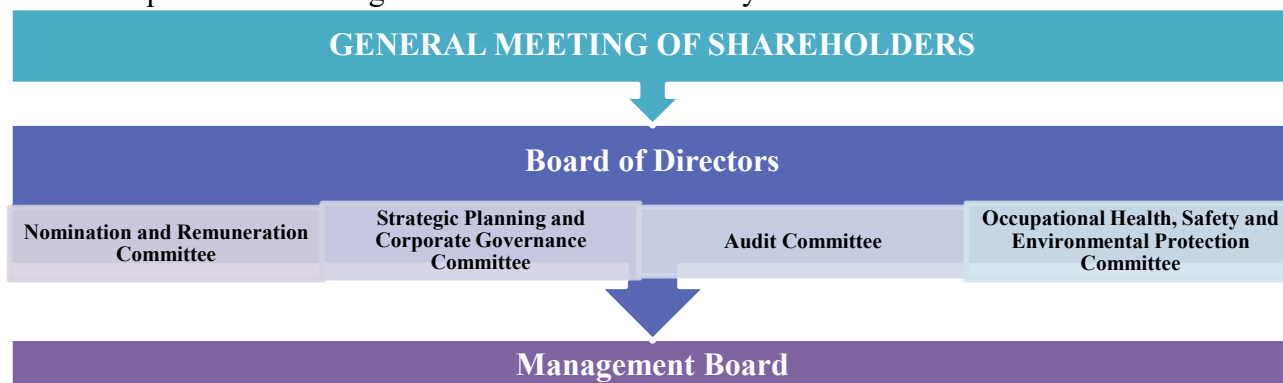 GENERAL MEETING OF SHAREHOLDERS
Board of Directors
Nomination and Remuneration
Committee
Strategic Planning and
Corporate Governance
Committee
Audit Committee
Occupational Health, Safety and
Environmental Protection
Committee
Management Board